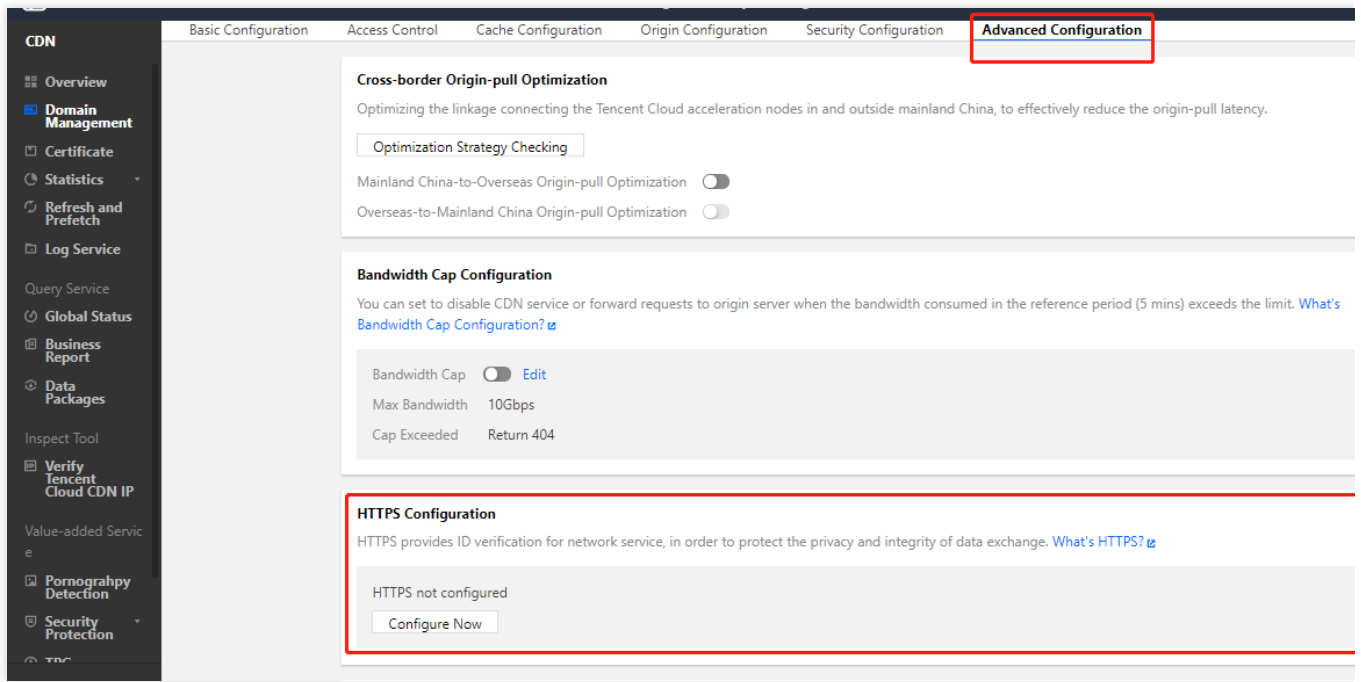 CDN
Overview
Domain
Management
Certificate
Statistics
Refresh and
Prefetch
Log Service
Query Service
Global Status
Business
Report
Data
Packages
Inspect Tool
Verify
Tencent
Cloud CDN IP
Value-added Servic
e
Pornograhpy
Detection
Security
Protection
Basic Configuration
Access Control
Cache Configuration
Origin Configuration
Security Configuration
Advanced Configuration
Cross-border Origin-pull Optimization
Optimizing the linkage connecting the Tencent Cloud acceleration nodes in and outside mainland China, to effectively reduce the origin-pull latency.
Optimization Strategy Checking
Mainland China-to-Overseas Origin-pull Optimization
Overseas-to-Mainland China Origin-pull Optimization
Bandwidth Cap Configuration
You can set to disable CDN service or forward requests to origin server when the bandwidth consumed in the reference period (5 mins) exceeds the limit. What's
Bandwidth Cap Configuration?
Bandwidth Cap Edit
Max Bandwidth 10Gbps
Cap Exceeded Return 404
HTTPS Configuration
HTTPS provides ID verification for network service, in order to protect the privacy and integrity of data exchange. What's HTTPS?
HTTPS not configured
Configure Now